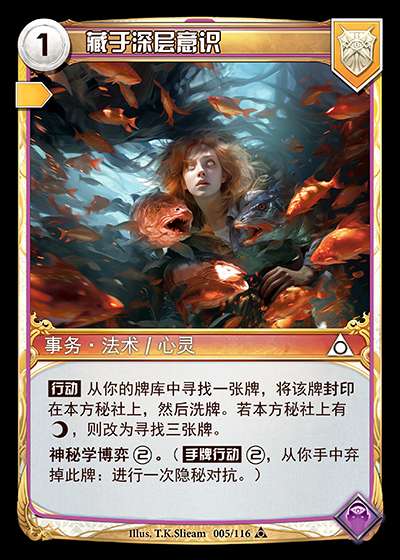 1
藏于深层意识
事务·法术/心灵
行动 从你的牌库中寻找一张牌，将该牌封印
在本方秘社上，然后洗牌。若本方秘社上有
，则改为寻找三张牌。
神秘学博弈②。（手牌行动②，从你手中弃
掉此牌：进行一次隐秘对抗。）
Illus. T.K.Slieam 005/116